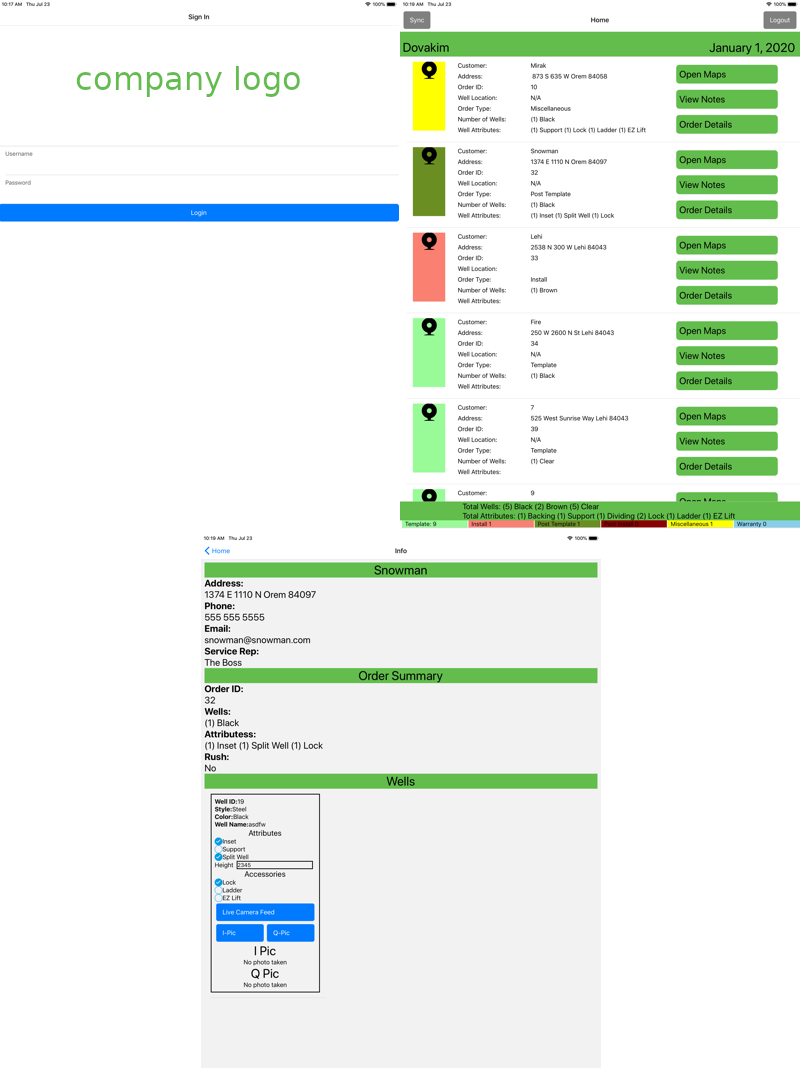 10:17 AM Thu Jul 23
100%
Sign In
company logo
Username
Password
Login
10:19 AM Thu Jul 23
100%
Sync
Home
Logout
Dovakim
January 1, 2020
Customer: Mirak
Address: 873 S 635 W Orem 84058
Order ID: 10
Well Location: N/A
Order Type: Miscellaneous
Number of Wells: (1) Black
Well Attributes: (1) Support (1) Lock (1) Ladder (1) EZ Lift
Open Maps
View Notes
Order Details
Customer: Snowman
Address: 1374 E 1110 N Orem 84097
Order ID: 32
Well Location: N/A
Order Type: Post Template
Number of Wells: (1) Black
Well Attributes: (1) Inset (1) Split Well (1) Lock
Open Maps
View Notes
Order Details
Customer: Lehi
Address: 2538 N 300 W Lehi 84043
Order ID: 33
Well Location:
Order Type: Install
Number of Wells: (1) Brown
Well Attributes:
Open Maps
View Notes
Order Details
Customer: Fire
Address: 250 W 2600 N St Lehi 84043
Order ID: 34
Well Location: N/A
Order Type: Template
Number of Wells: (1) Black
Well Attributes:
Open Maps
View Notes
Order Details
Customer: 7
Address: 525 West Sunrise Way Lehi 84043
Order ID: 39
Well Location: N/A
Order Type: Template
Number of Wells: (1) Clear
Well Attributes:
Open Maps
View Notes
Order Details
Customer: 9
Open Maps
Total Wells: (5) Black (2) Brown (5) Clear
Total Attributes: (1) Backing (1) Support (1) Dividing (2) Lock (1) Ladder (1) EZ Lift
Template: 9
Install 1
Post Template 1
Miscellaneous 1
Warranty 0
10:19 AM Thu Jul 23
100%
Home
Info
Snowman
Address:
1374 E 1110 N Orem 84097
Phone:
555 555 5555
Email:
snowman@snowman.com
Service Rep:
The Boss
Order Summary
Order ID:
32
Wells:
(1) Black
Attributess:
(1) Inset (1) Split Well (1) Lock
Rush:
No
Wells
Well ID:19
Style:Steel
Color:Black
Well Name:asdfw
Attributes
Inset
Support
Split Well
Height 2345
Accessories
Lock
Ladder
EZ Lift
Live Camera Feed
I-Pic
Q-Pic
I Pic
No photo taken
Q Pic
No photo taken